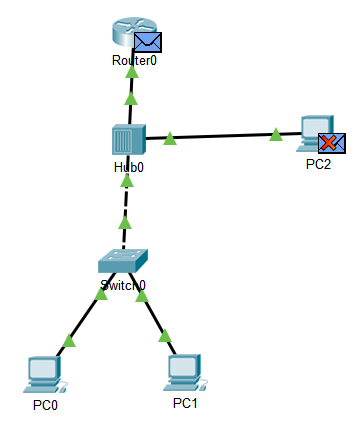 Router0
Hub0
PC2
Switch0
PC0
PC1